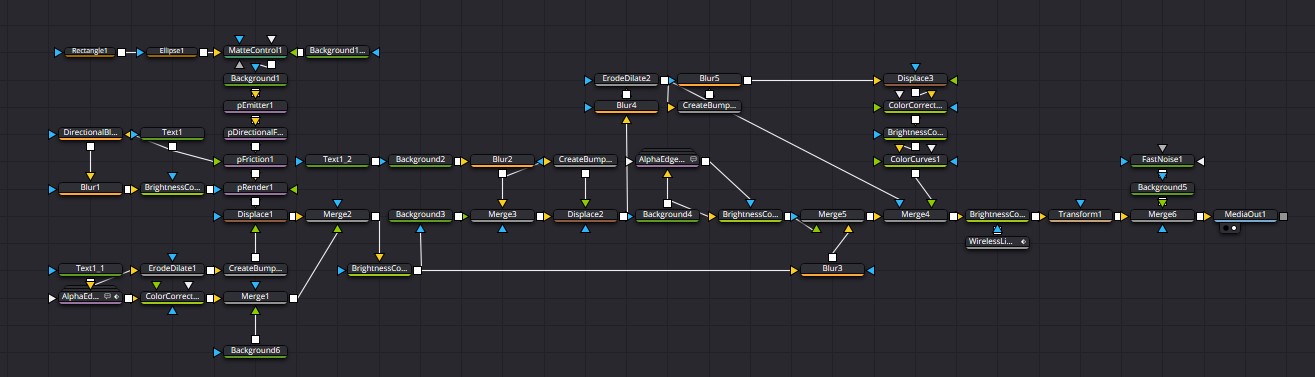 Rectangle1 Ellipse1 MatteControl1 Background1...
ErodeDilate2 Blur5 Displace3
Background1
pEmitter1 Blur4 CreateBump... ColorCorrect...
DirectionalBl... Text1 pDirectionalF... BrightnessCo...
pFriction1 Text1_2 Background2 Blur2 CreateBump... AlphaEdge... ColorCurves1 FastNoise1
Blur1 BrightnessCo... pRender1 Background5
Displace1 Merge2 Background3 Merge3 Displace2 Background4 BrightnessCo... Merge5 Merge4 BrightnessCo... Transform1 Merge6 MediaOut1
WirelessLi...
Text1_1 ErodeDilate1 CreateBump... BrightnessCo... Blur3
AlphaEd... ColorCorrect... Merge1
Background6